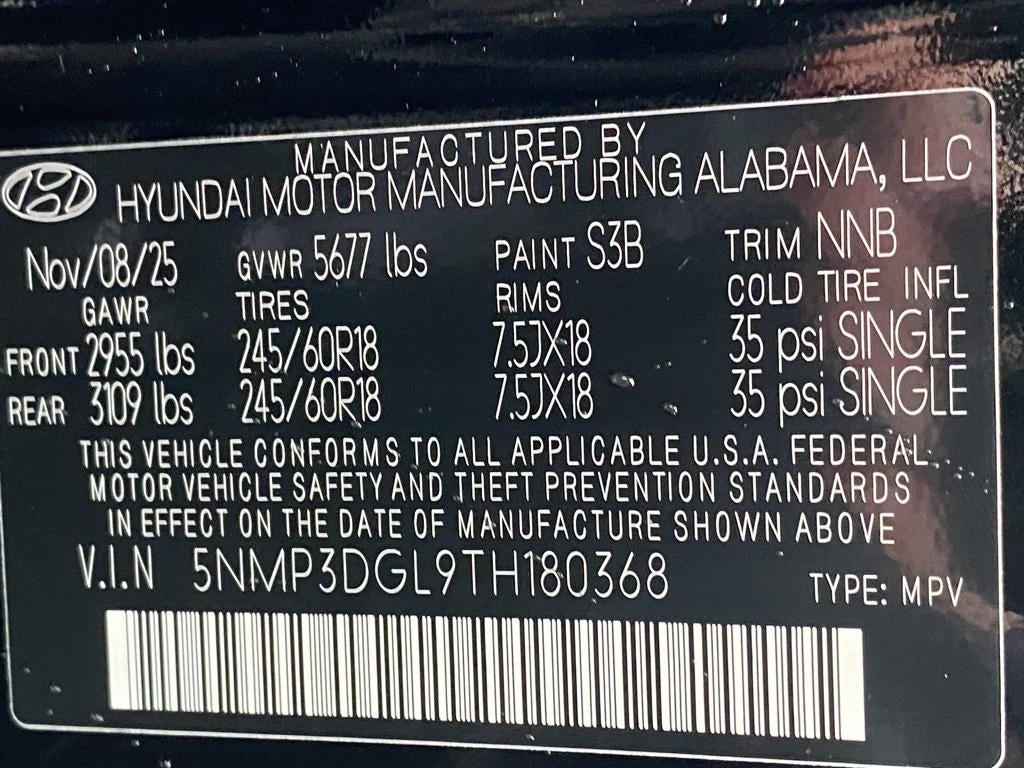 MANUFACTURED BY
HYUNDAI MOTOR MANUFACTURING ALABAMA, LLC
Nov/08/25 GVWR 5677 lbs PAINT S3B TRIM NNB
GAWR TIRES RIMS COLD TIRE INFL
FRONT 2955 lbs 245/60R18 7.5JX18 35 psi SINGLE
REAR 3109 lbs 245/60R18 7.5JX18 35 psi SINGLE
THIS VEHICLE CONFORMS TO ALL APPLICABLE U.S.A. FEDERAL
MOTOR VEHICLE SAFETY AND THEFT PREVENTION STANDARDS
IN EFFECT ON THE DATE OF MANUFACTURE SHOWN ABOVE
V.I.N 5NMP3DGL9TH180368 TYPE: MPV